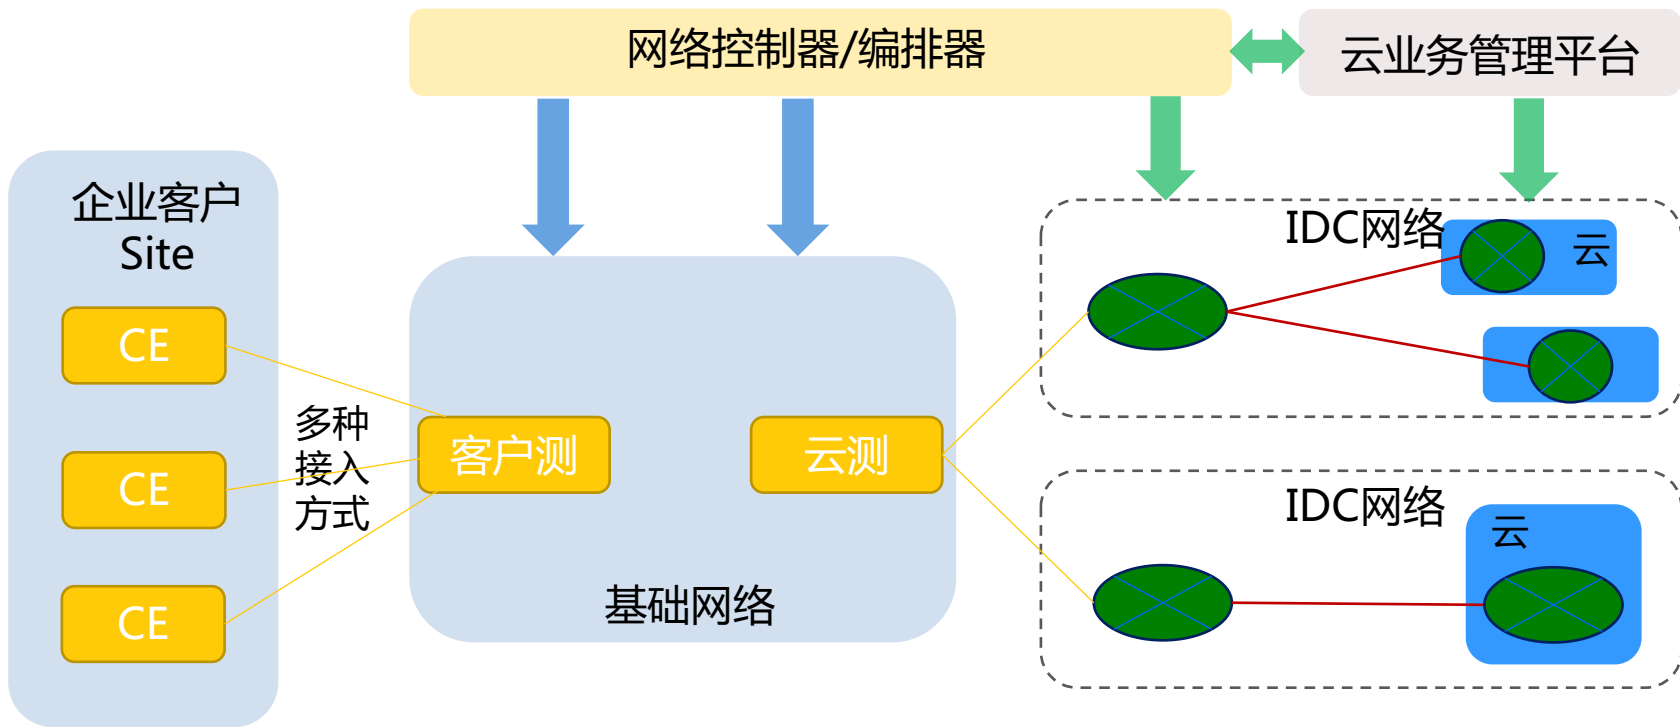 网络控制器/编排器
云业务管理平台
企业客户
Site
CE
CE
CE
多种
接入
方式
客户测
云测
基础网络
IDC网络
云
IDC网络
云